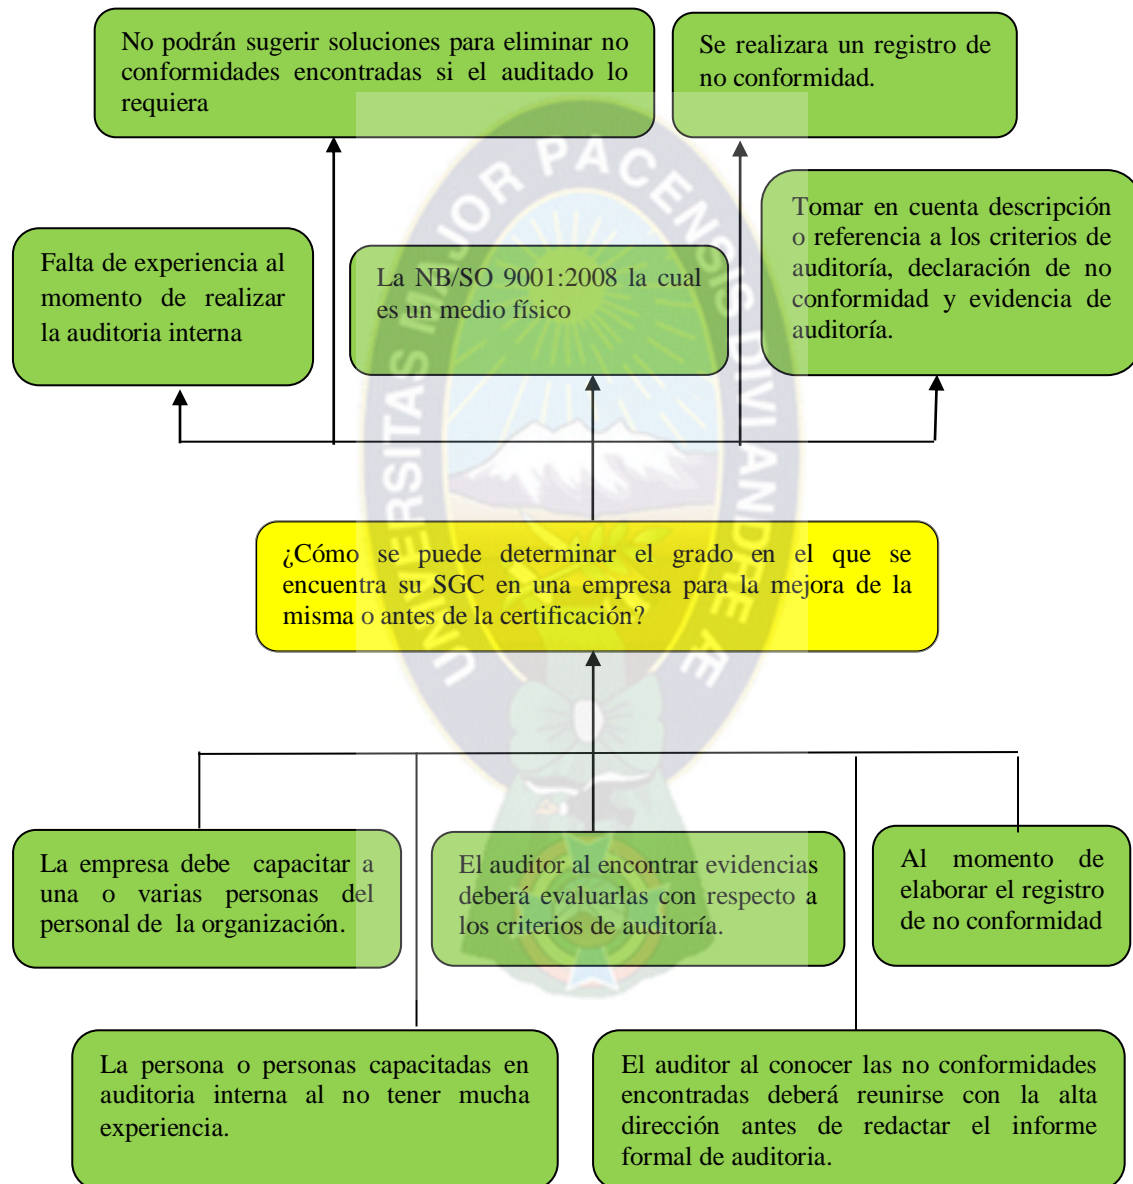 No podrán sugerir soluciones para eliminar no
conformidades encontradas si el auditado lo
requiera
Se realizara un registro de
no conformidad.
Falta de experiencia al
momento de realizar
la auditoria interna
La NB/SO 9001:2008 la cual
es un medio físico
Tomar en cuenta descripción
o referencia a los criterios de
auditoría, declaración de no
conformidad y evidencia de
auditoría.
¿Cómo se puede determinar el grado en el que se
encuentra su SGC en una empresa para la mejora de la
misma o antes de la certificación?
La empresa debe capacitar a
una o varias personas del
personal de la organización.
El auditor al encontrar evidencias
deberá evaluarlas con respecto a
los criterios de auditoría.
Al momento de
elaborar el registro
de no conformidad
La persona o personas capacitadas en
auditoria interna al no tener mucha
experiencia.
El auditor al conocer las no conformidades
encontradas deberá reunirse con la alta
dirección antes de redactar el informe
formal de auditoria.
UNIVERSITAS MAJOR PACENSIS DIVI ANDRE Æ